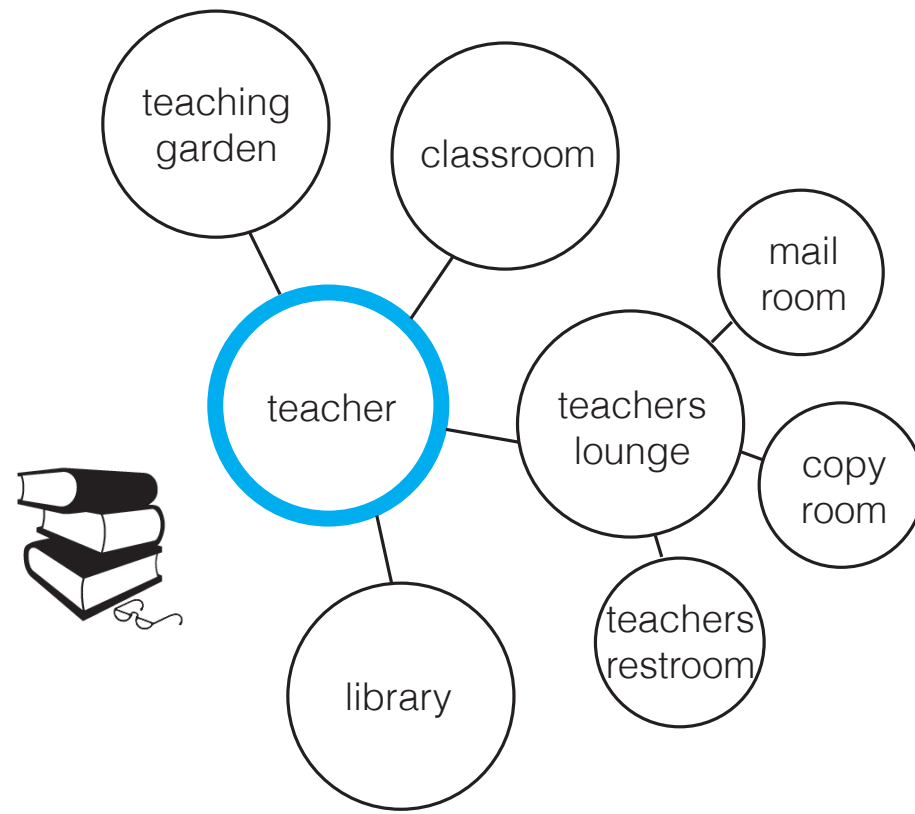 teaching
garden
classroom
mail
room
teacher
teachers
lounge
copy
room
teachers
restroom
library